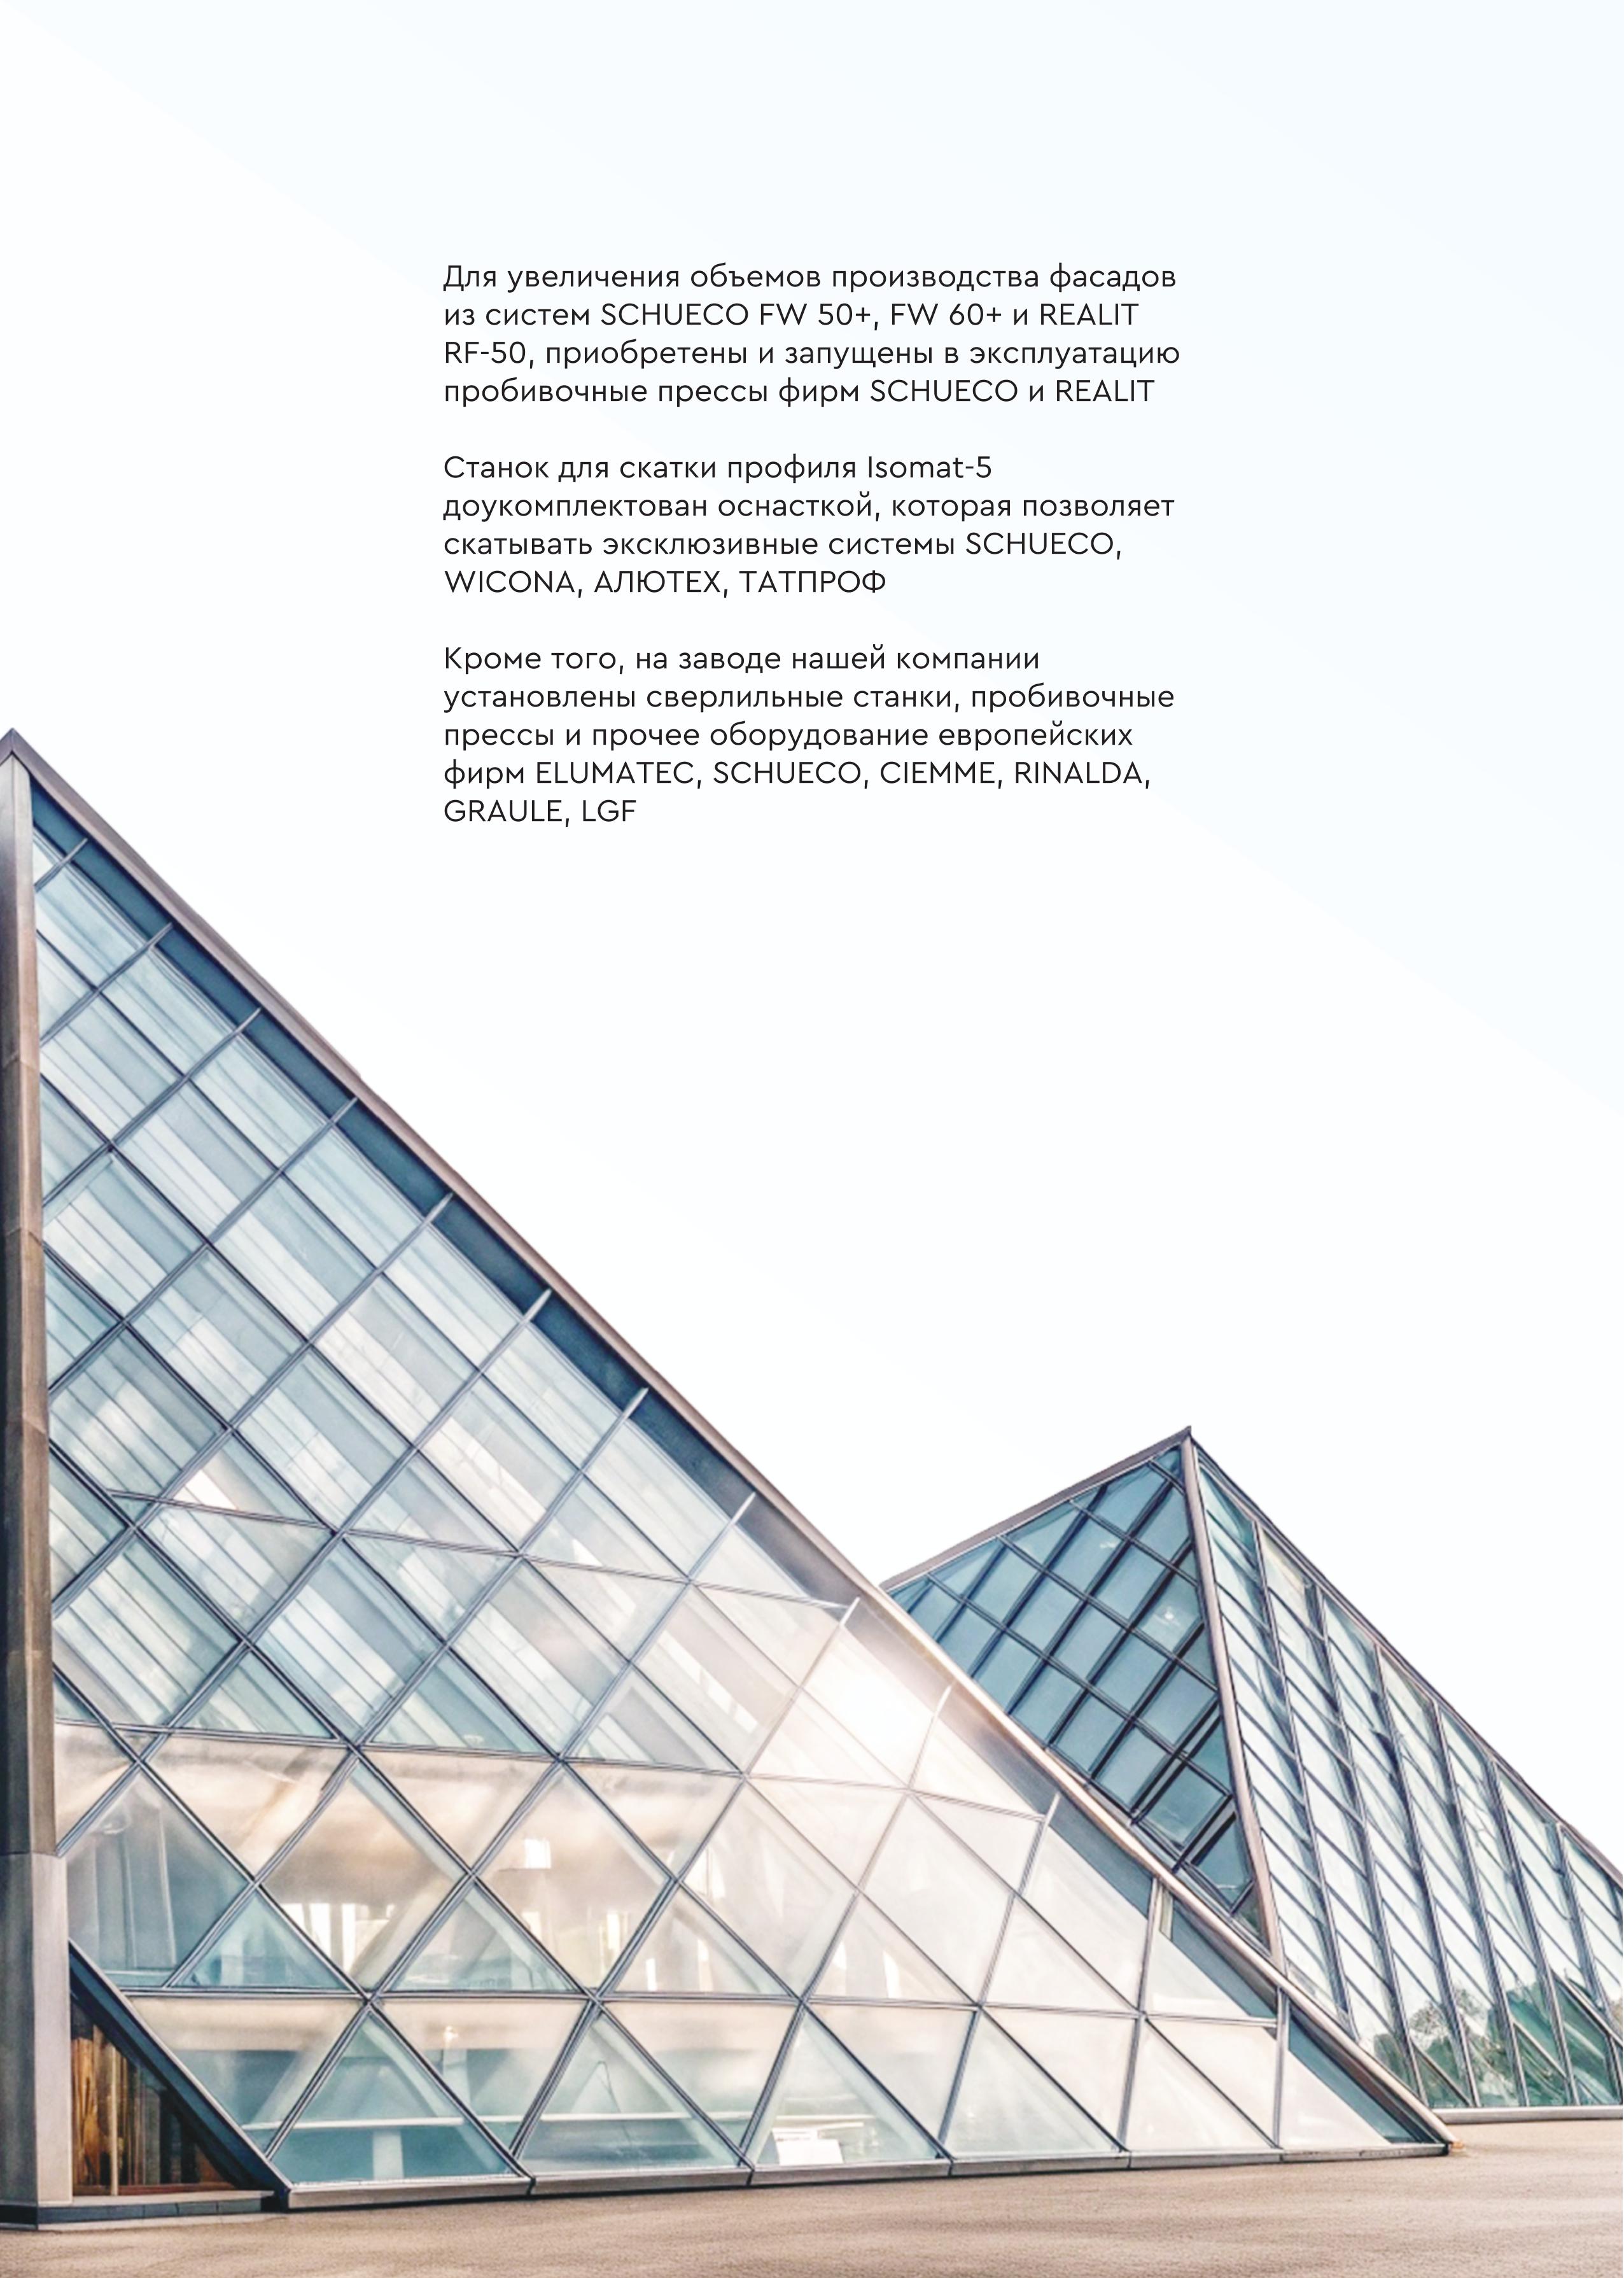 Для увеличения объемов производства фасадов
из систем SCHUECO FW 50+, FW 60+ и REALIT
RF-50, приобретены и запущены в эксплуатацию
пробивочные прессы фирм SCHUECO и REALIT
Станок для скатки профиля Isomat-5
доукомплектован оснасткой, которая позволяет
скатывать эксклюзивные системы SCHUECO,
WICONA, АЛЮТЕХ, ТАТПРОФ
Кроме того, на заводе нашей компании
установлены сверлильные станки, пробивочные
прессы и прочее оборудование европейских
фирм ELUMATEC, SCHUECO, CIEMME, RINALDA,
GRAULE, LGF